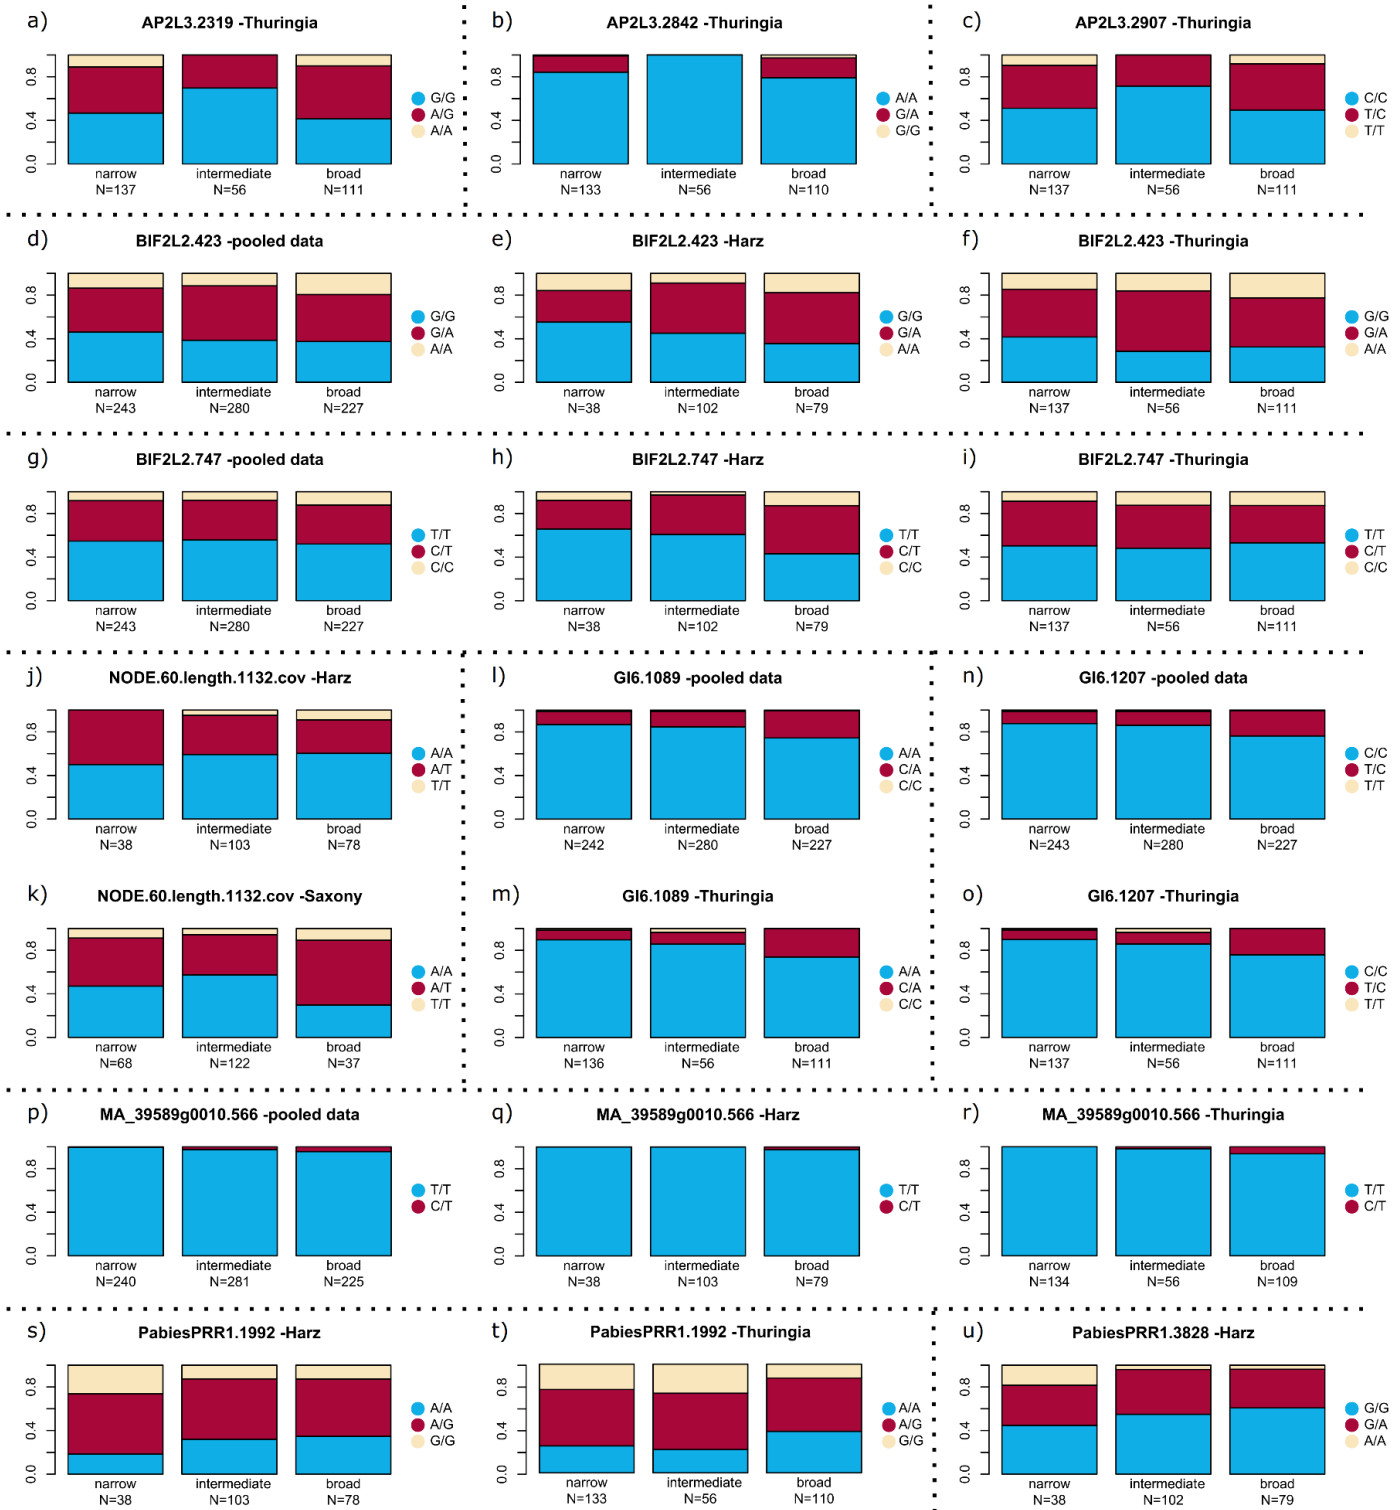 a) AP2L3.2319 -Thuringia
0.0 0.4 0.8
G/G
A/G
A/A
narrow intermediate broad
N=137 N=56 N=111
b) AP2L3.2842 -Thuringia
0.0 0.4 0.8
A/A
G/A
G/G
narrow intermediate broad
N=133 N=56 N=110
c) AP2L3.2907 -Thuringia
0.0 0.4 0.8
C/C
T/C
T/T
narrow intermediate broad
N=137 N=56 N=111
d) BIF2L2.423 -pooled data
0.0 0.4 0.8
G/G
G/A
A/A
narrow intermediate broad
N=243 N=280 N=227
e) BIF2L2.423 -Harz
0.0 0.4 0.8
G/G
G/A
A/A
narrow intermediate broad
N=38 N=102 N=79
f) BIF2L2.423 -Thuringia
0.0 0.4 0.8
G/G
G/A
A/A
narrow intermediate broad
N=137 N=56 N=111
g) BIF2L2.747 -pooled data
0.0 0.4 0.8
T/T
C/T
C/C
narrow intermediate broad
N=243 N=280 N=227
h) BIF2L2.747 -Harz
0.0 0.4 0.8
T/T
C/T
C/C
narrow intermediate broad
N=38 N=102 N=79
i) BIF2L2.747 -Thuringia
0.0 0.4 0.8
T/T
C/T
C/C
narrow intermediate broad
N=137 N=56 N=111
j) NODE.60.length.1132.cov -Harz
0.0 0.4 0.8
A/A
A/T
T/T
narrow intermediate broad
N=38 N=103 N=78
l) GI6.1089 -pooled data
0.0 0.4 0.8
A/A
C/A
C/C
narrow intermediate broad
N=242 N=280 N=227
n) GI6.1207 -pooled data
0.0 0.4 0.8
C/C
T/C
T/T
narrow intermediate broad
N=243 N=280 N=227
k) NODE.60.length.1132.cov -Saxony
0.0 0.4 0.8
A/A
A/T
T/T
narrow intermediate broad
N=68 N=122 N=37
m) GI6.1089 -Thuringia
0.0 0.4 0.8
A/A
C/A
C/C
narrow intermediate broad
N=136 N=56 N=111
o) GI6.1207 -Thuringia
0.0 0.4 0.8
C/C
T/C
T/T
narrow intermediate broad
N=137 N=56 N=111
p) MA_39589g0010.566 -pooled data
0.0 0.4 0.8
T/T
C/T
narrow intermediate broad
N=240 N=281 N=225
q) MA_39589g0010.566 -Harz
0.0 0.4 0.8
T/T
C/T
narrow intermediate broad
N=38 N=103 N=79
r) MA_39589g0010.566 -Thuringia
0.0 0.4 0.8
T/T
C/T
narrow intermediate broad
N=134 N=56 N=109
s) PabiesPRR1.1992 -Harz
0.0 0.4 0.8
A/A
A/G
G/G
narrow intermediate broad
N=38 N=103 N=78
t) PabiesPRR1.1992 -Thuringia
0.0 0.4 0.8
A/A
A/G
G/G
narrow intermediate broad
N=133 N=56 N=110
u) PabiesPRR1.3828 -Harz
0.0 0.4 0.8
G/G
G/A
A/A
narrow intermediate broad
N=38 N=102 N=79